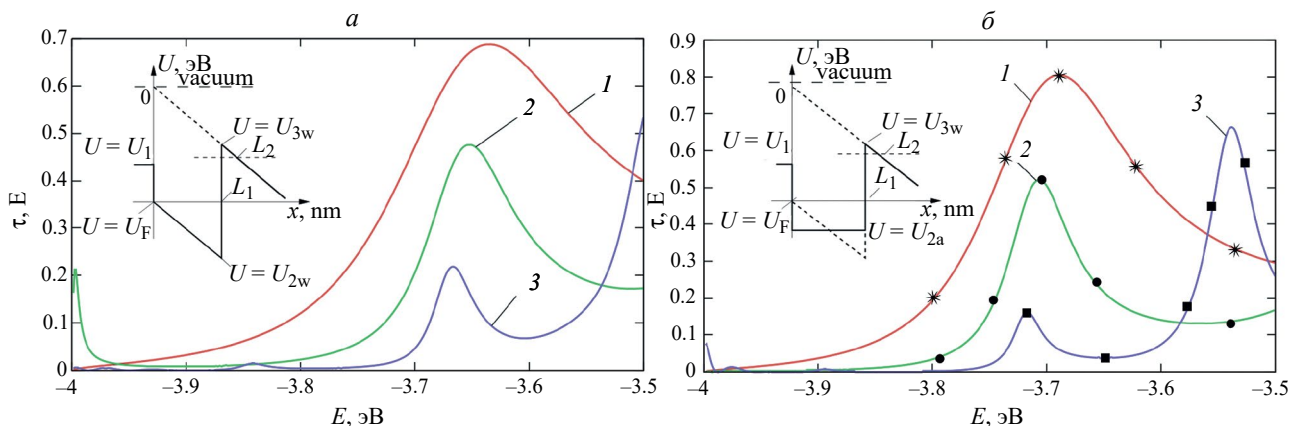 а
0.7
0.6
0.5
0.4
0.3
0.2
0.1
0
τ, E
–4
–3.9
–3.8
–3.7
–3.6
–3.5
E, эВ
U, эВ
vacuum
0
U = U3w
L2
U = U1
L1
x, nm
U = UF
U = U2w
1
2
3
б
0.9
0.8
0.7
0.6
0.5
0.4
0.3
0.2
0.1
0
τ, E
–4
–3.9
–3.8
–3.7
–3.6
–3.5
E, эВ
U, эВ
vacuum
0
U = U3w
L2
U = U1
L1
x, nm
U = UF
U = U2a
1
2
3